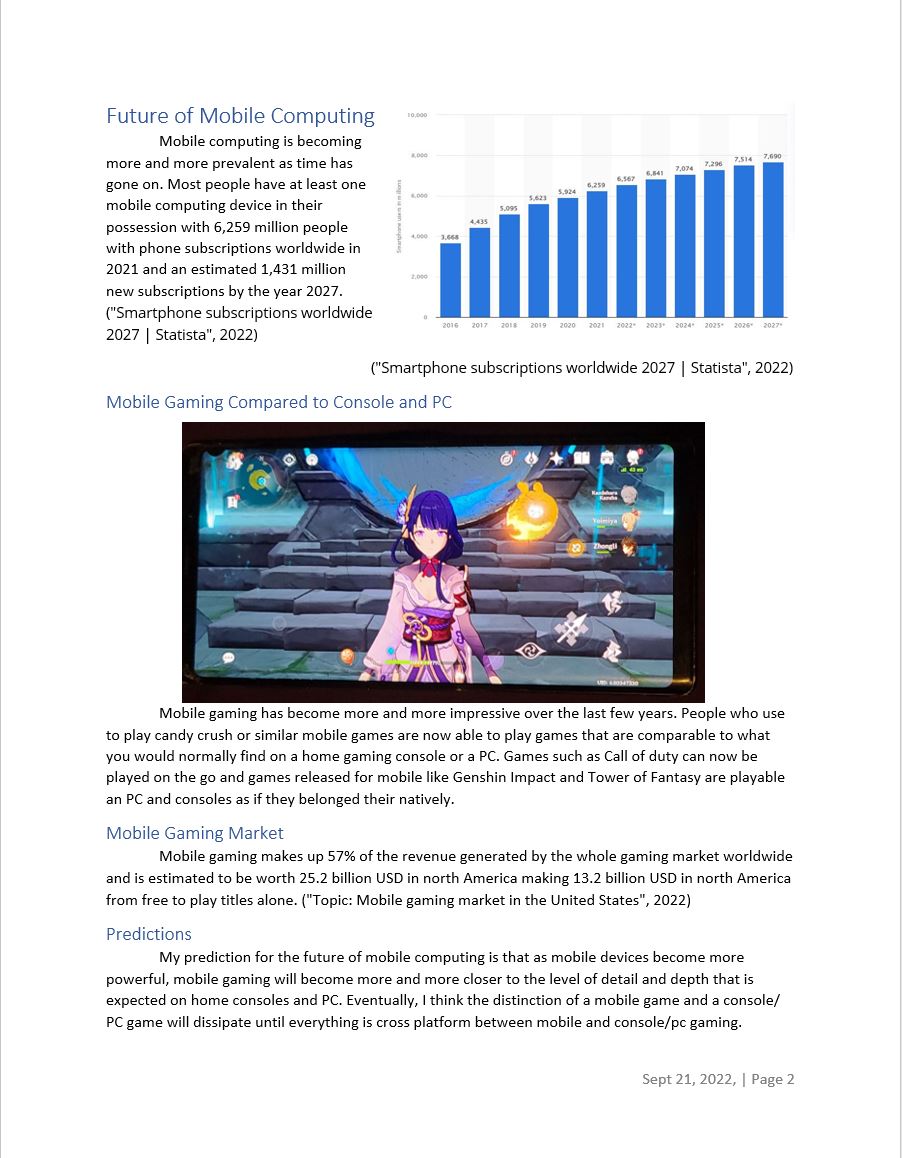 Future of Mobile Computing
Mobile computing is becoming
more and more prevalent as time has
gone on. Most people have at least one
mobile computing device in their
possession with 6,259 million people
with phone subscriptions worldwide in
2021 and an estimated 1,431 million
new subscriptions by the year 2027.
("Smartphone subscriptions worldwide
2027 | Statista", 2022)
Smartphone users in millions
10,000
8,000
6,000
4,000
2,000
0
3,668
4,435
5,095
5,623
5,924
6,259
6,567
6,841
7,074
7,296
7,514
7,690
2016 2017 2018 2019 2020 2021 2022* 2023* 2024* 2025* 2026* 2027*
("Smartphone subscriptions worldwide 2027 | Statista", 2022)
Mobile Gaming Compared to Console and PC
Kaedehara
Kazuha
Yoimiya
Zhongli
Mobile gaming has become more and more impressive over the last few years. People who use
to play candy crush or similar mobile games are now able to play games that are comparable to what
you would normally find on a home gaming console or a PC. Games such as Call of duty can now be
played on the go and games released for mobile like Genshin Impact and Tower of Fantasy are playable
an PC and consoles as if they belonged their natively.
Mobile Gaming Market
Mobile gaming makes up 57% of the revenue generated by the whole gaming market worldwide
and is estimated to be worth 25.2 billion USD in north America making 13.2 billion USD in north America
from free to play titles alone. ("Topic: Mobile gaming market in the United States", 2022)
Predictions
My prediction for the future of mobile computing is that as mobile devices become more
powerful, mobile gaming will become more and more closer to the level of detail and depth that is
expected on home consoles and PC. Eventually, I think the distinction of a mobile game and a console/
PC game will dissipate until everything is cross platform between mobile and console/pc gaming.
Sept 21, 2022, | Page 2